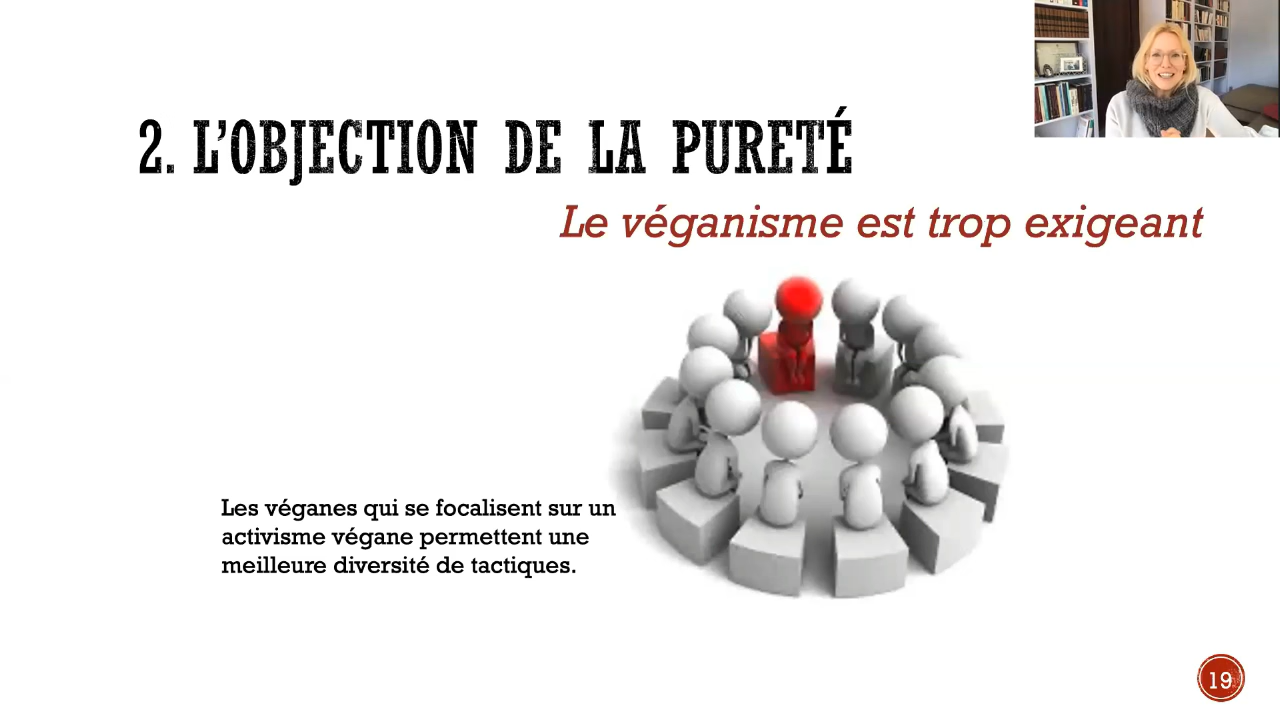 2. L'OBJECTION DE LA PURETÉ
Le véganisme est trop exigeant
Les véganes qui se focalisent sur un
activisme végane permettent une
meilleure diversité de tactiques.
19